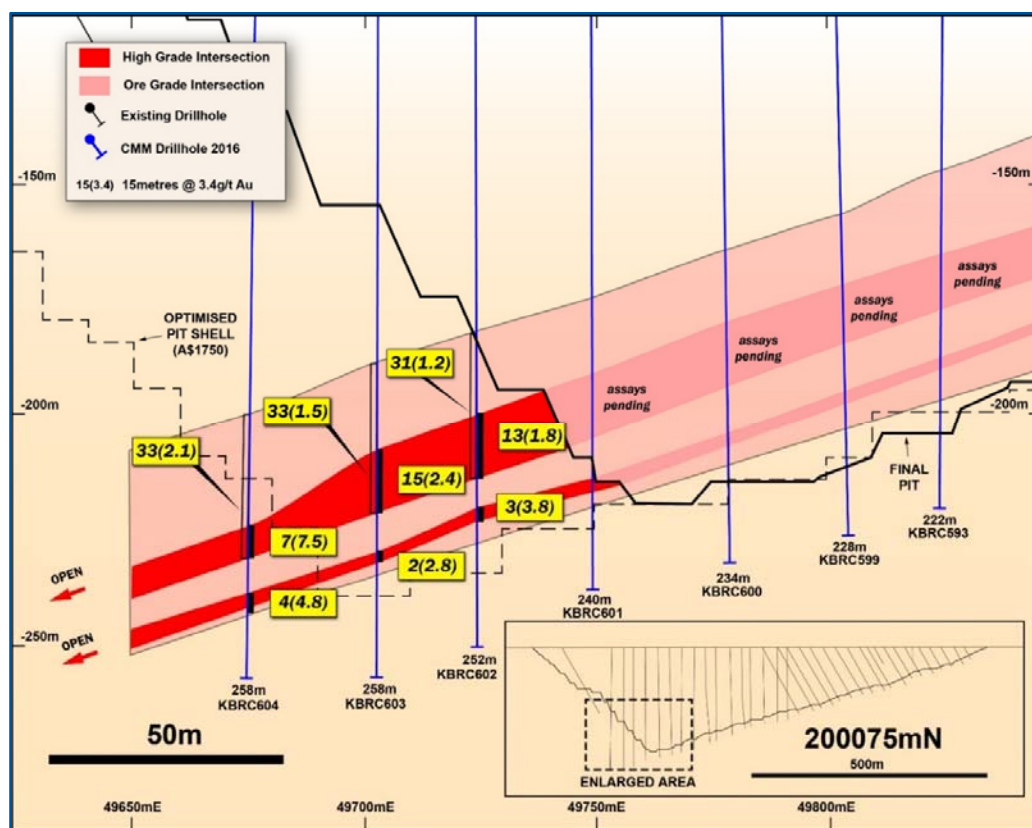 High Grade Intersection
Ore Grade Intersection
Existing Drillhole
CMM Drillhole 2016
15(3.4) 15metres @ 3.4g/t Au
-150m
-150m
assays
pending
assays
pending
assays
pending
assays
pending
OPTIMISED
PIT SHELL
(A$1750)
-200m
-200m
31(1.2)
33(1.5)
33(2.1)
13(1.8)
15(2.4)
3(3.8)
7(7.5)
2(2.8)
4(4.8)
FINAL
PIT
OPEN
OPEN
-250m
222m
KBRC593
228m
KBRC599
234m
KBRC600
240m
KBRC601
252m
KBRC602
258m
KBRC603
258m
KBRC604
50m
200075mN
500m
ENLARGED AREA
49650mE
49700mE
49750mE
49800mE